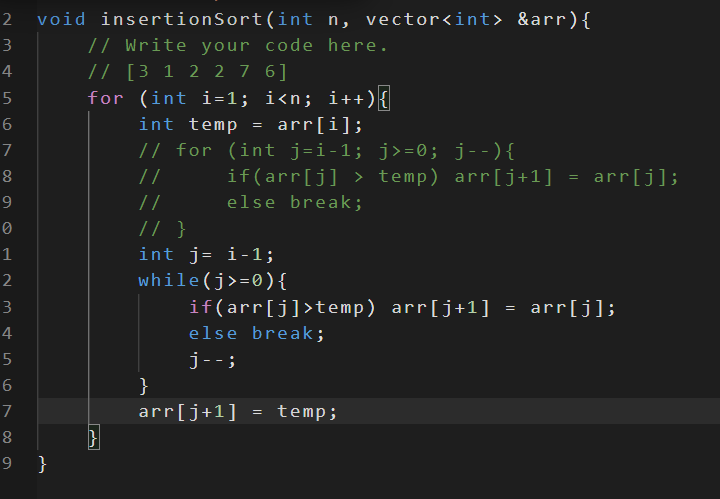 2 void insertionSort(int n, vector<int> &arr){
3 // Write your code here.
4 // [3 1 2 2 7 6]
5 for (int i=1; i<n; i++){
6 int temp = arr[i];
7 // for (int j=i-1; j>=0; j--){
8 // if(arr[j] > temp) arr[j+1] = arr[j];
9 // else break;
0 // }
1 int j= i-1;
2 while(j>=0){
3 if(arr[j]>temp) arr[j+1] = arr[j];
4 else break;
5 j--;
6 }
7 arr[j+1] = temp;
8 }
9 }